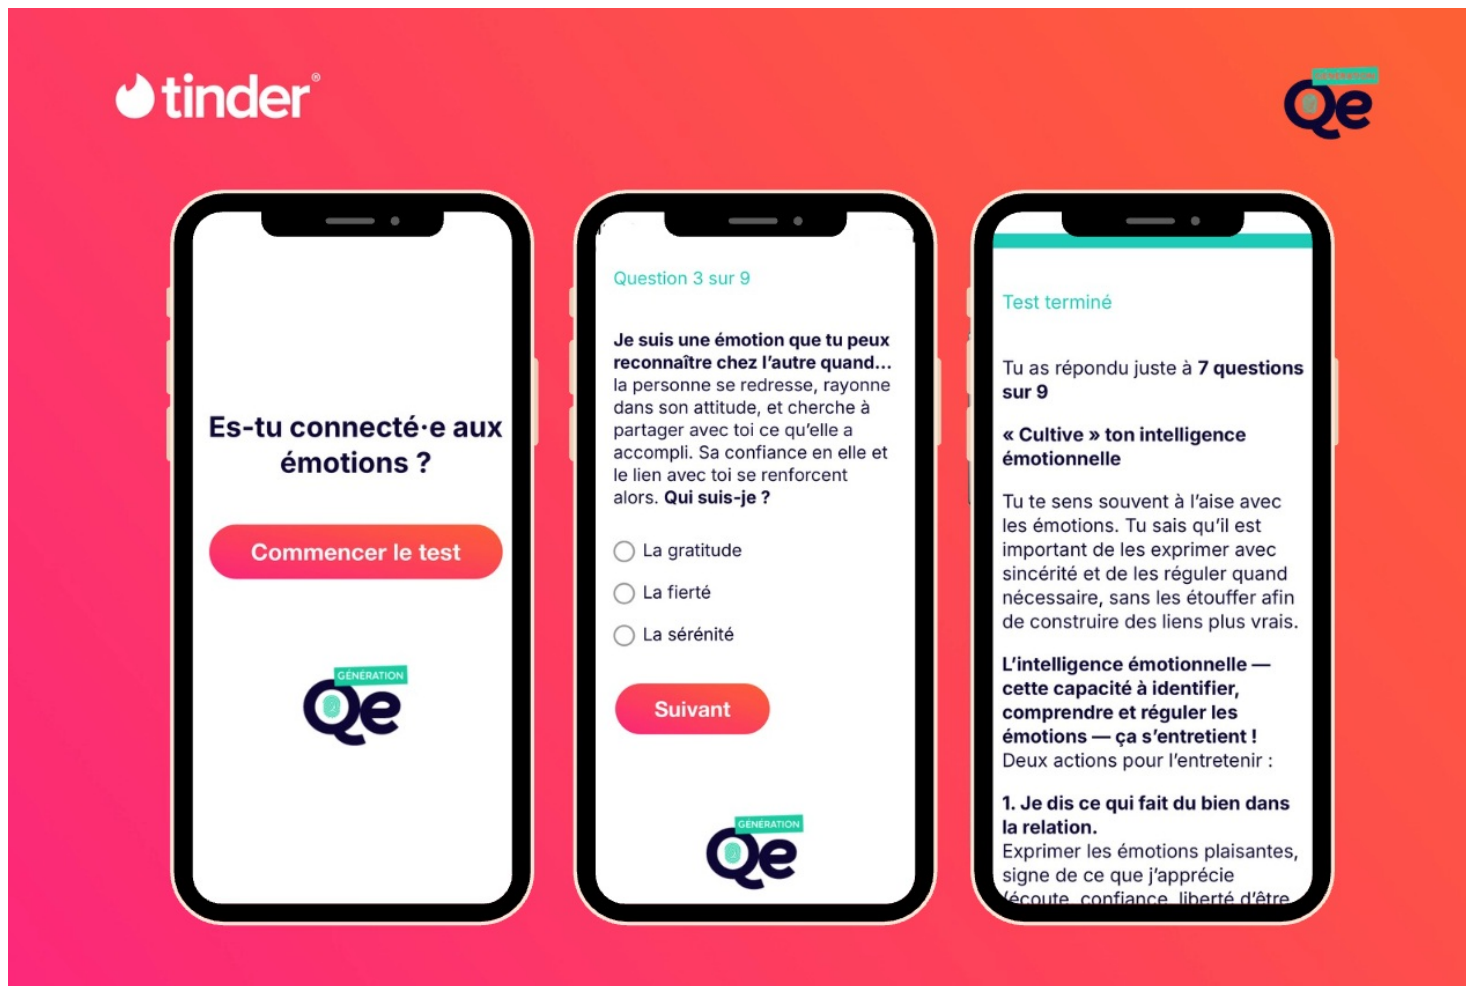 tinder®
GÉNÉRATION
Qe
Es-tu connecté·e aux
émotions ?
Commencer le test
GÉNÉRATION
Qe
Question 3 sur 9
Je suis une émotion que tu peux
reconnaître chez l'autre quand...
la personne se redresse, rayonne
dans son attitude, et cherche à
partager avec toi ce qu'elle a
accompli. Sa confiance en elle et
le lien avec toi se renforcent
alors. Qui suis-je ?
La gratitude
La fierté
La sérénité
Suivant
GÉNÉRATION
Qe
Test terminé
Tu as répondu juste à 7 questions
sur 9
« Cultive » ton intelligence
émotionnelle
Tu te sens souvent à l'aise avec
les émotions. Tu sais qu'il est
important de les exprimer avec
sincérité et de les réguler quand
nécessaire, sans les étouffer afin
de construire des liens plus vrais.
L'intelligence émotionnelle —
cette capacité à identifier,
comprendre et réguler les
émotions — ça s'entretient !
Deux actions pour l'entretenir :
1. Je dis ce qui fait du bien dans
la relation.
Exprimer les émotions plaisantes,
signe de ce que j'apprécie
(écoute, confiance, liberté d'être